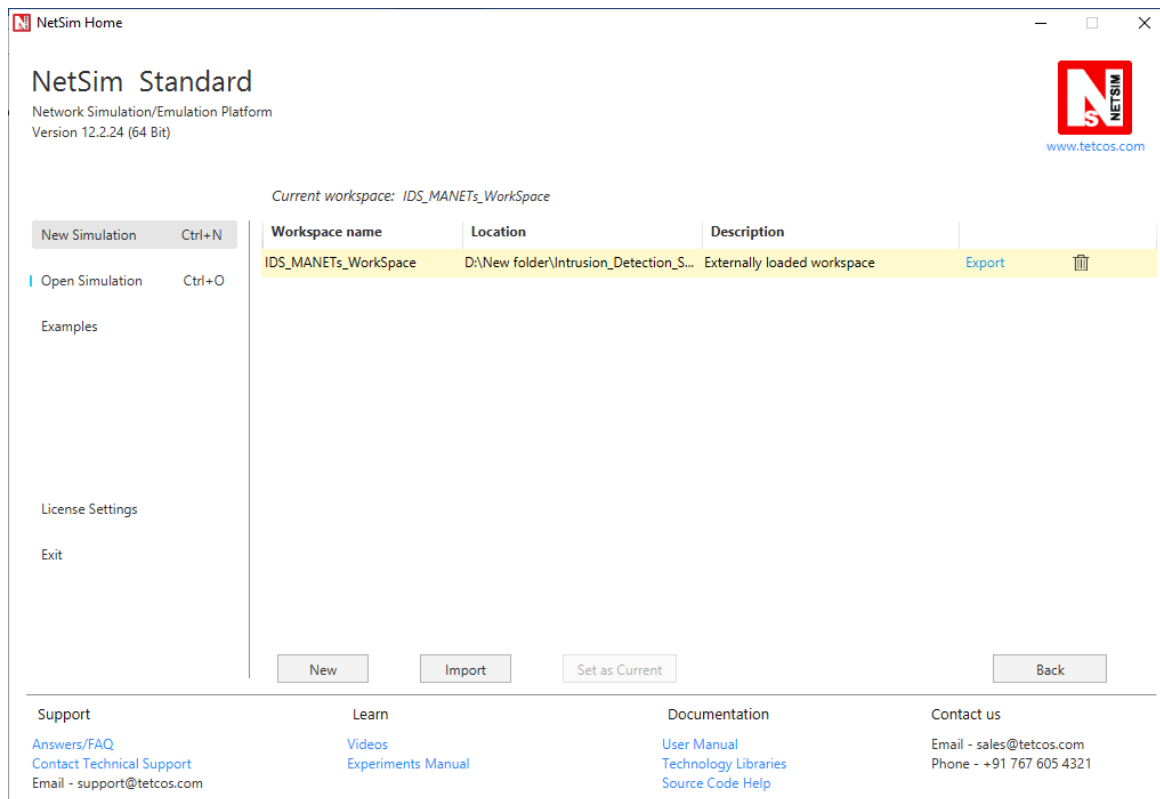 NetSim Home
NetSim Standard
Network Simulation/Emulation Platform
Version 12.2.24 (64 Bit)
NS NETSIM
www.tetcos.com
Current workspace: IDS_MANETs_WorkSpace
New Simulation Ctrl+N
Open Simulation Ctrl+O
Examples
License Settings
Exit
Workspace name Location Description
IDS_MANETs_WorkSpace D:\New folder\Intrusion_Detection_S... Externally loaded workspace Export
New Import Set as Current Back
Support
Answers/FAQ
Contact Technical Support
Email - support@tetcos.com
Learn
Videos
Experiments Manual
Documentation
User Manual
Technology Libraries
Source Code Help
Contact us
Email - sales@tetcos.com
Phone - +91 767 605 4321